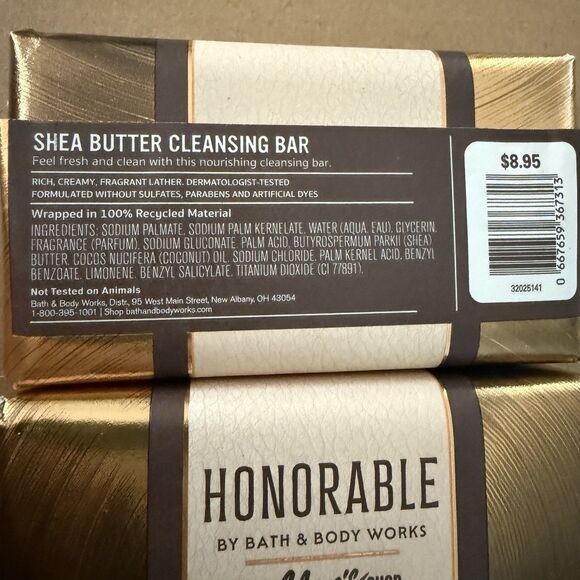 SHEA BUTTER CLEANSING BAR
Feel fresh and clean with this nourishing cleansing bar.
RICH, CREAMY, FRAGRANT LATHER. DERMATOLOGIST-TESTED
FORMULATED WITHOUT SULFATES, PARABENS AND ARTIFICIAL DYES
Wrapped in 100% Recycled Material
INGREDIENTS: SODIUM PALMATE, SODIUM PALM KERNELATE, WATER (AQUA, EAU), GLYCERIN,
FRAGRANCE (PARFUM), SODIUM GLUCONATE, PALM ACID, BUTYROSPERMUM PARKII (SHEA)
BUTTER, COCOS NUCIFERA (COCONUT) OIL, SODIUM CHLORIDE, PALM KERNEL ACID, BENZYL
BENZOATE, LIMONENE, BENZYL SALICYLATE, TITANIUM DIOXIDE (CI 77891).
Not Tested on Animals
Bath & Body Works, Distr., 95 West Main Street, New Albany, OH 43054
1-800-395-1001 | Shop bathandbodyworks.com
$8.95
0 667659 367313
32025141
HONORABLE
BY BATH & BODY WORKS
Men's SHOP